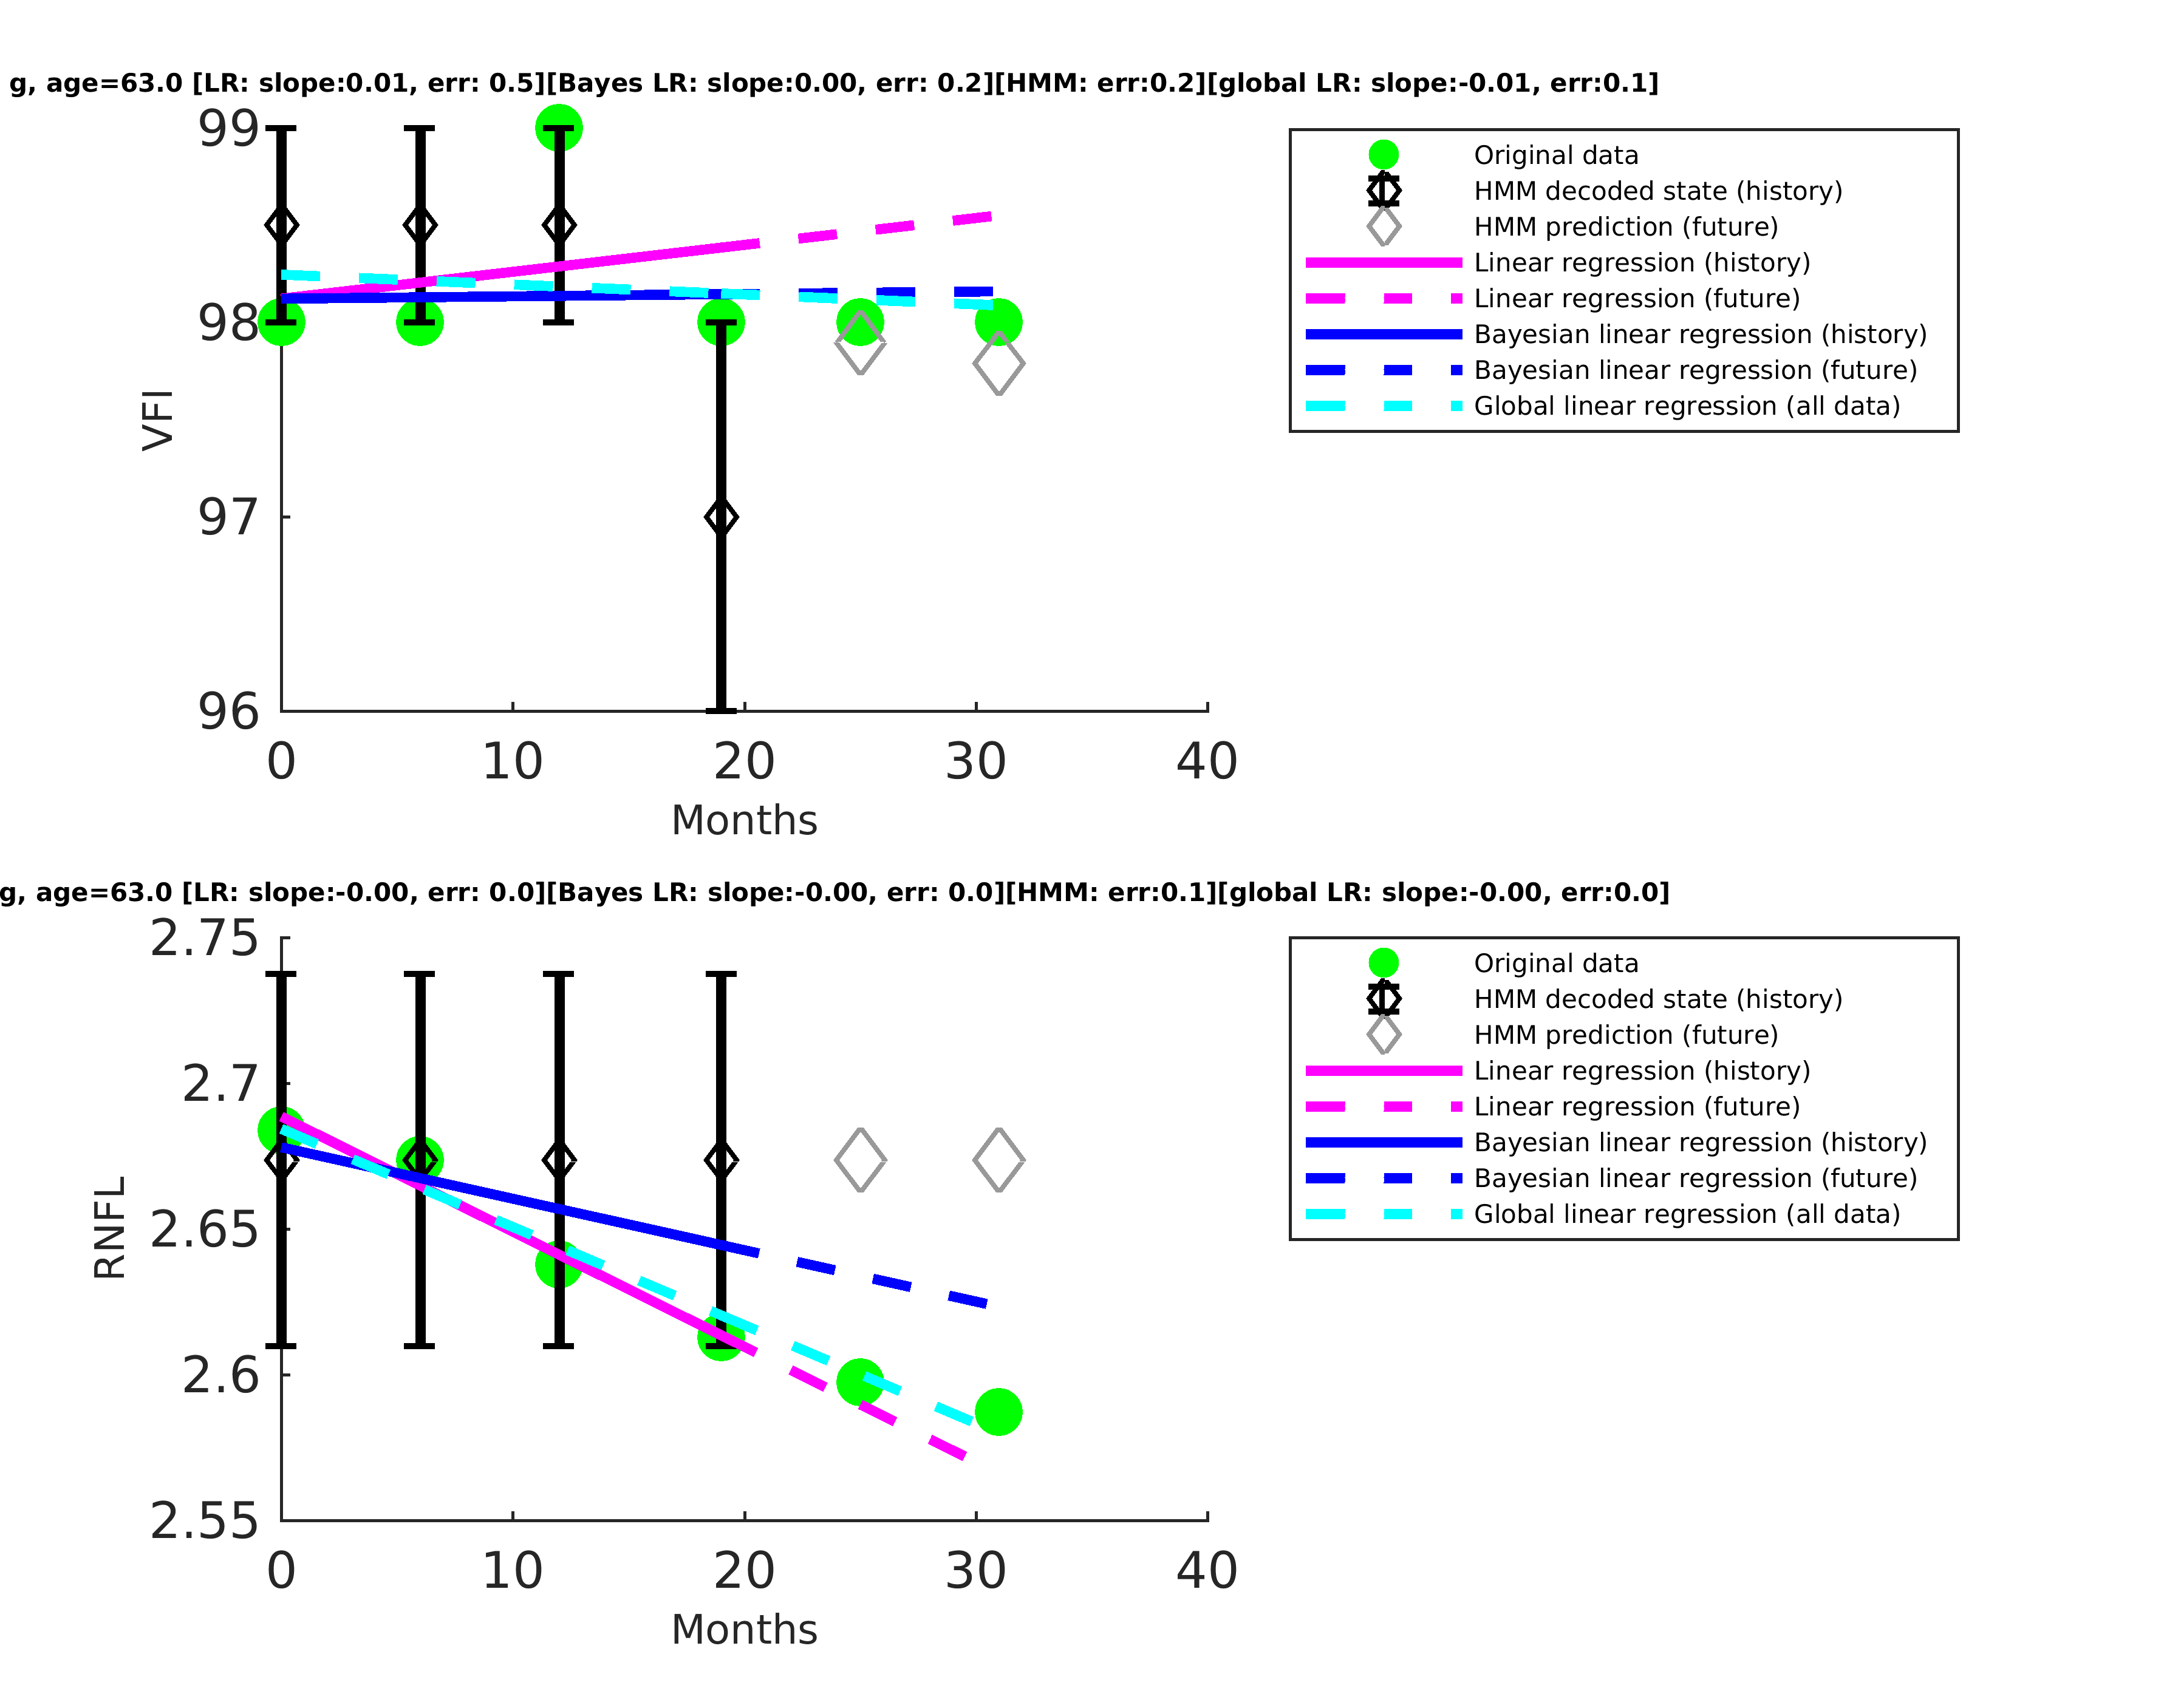 g, age=63.0 [LR: slope:0.01, err: 0.5][Bayes LR: slope:0.00, err: 0.2][HMM: err:0.2][global LR: slope:-0.01, err:0.1]
99
98
97
96
VFI
0 10 20 30 40
Months
Original data
HMM decoded state (history)
HMM prediction (future)
Linear regression (history)
Linear regression (future)
Bayesian linear regression (history)
Bayesian linear regression (future)
Global linear regression (all data)
g, age=63.0 [LR: slope:-0.00, err: 0.0][Bayes LR: slope:-0.00, err: 0.0][HMM: err:0.1][global LR: slope:-0.00, err:0.0]
2.75
2.7
2.65
2.6
2.55
RNFL
0 10 20 30 40
Months
Original data
HMM decoded state (history)
HMM prediction (future)
Linear regression (history)
Linear regression (future)
Bayesian linear regression (history)
Bayesian linear regression (future)
Global linear regression (all data)